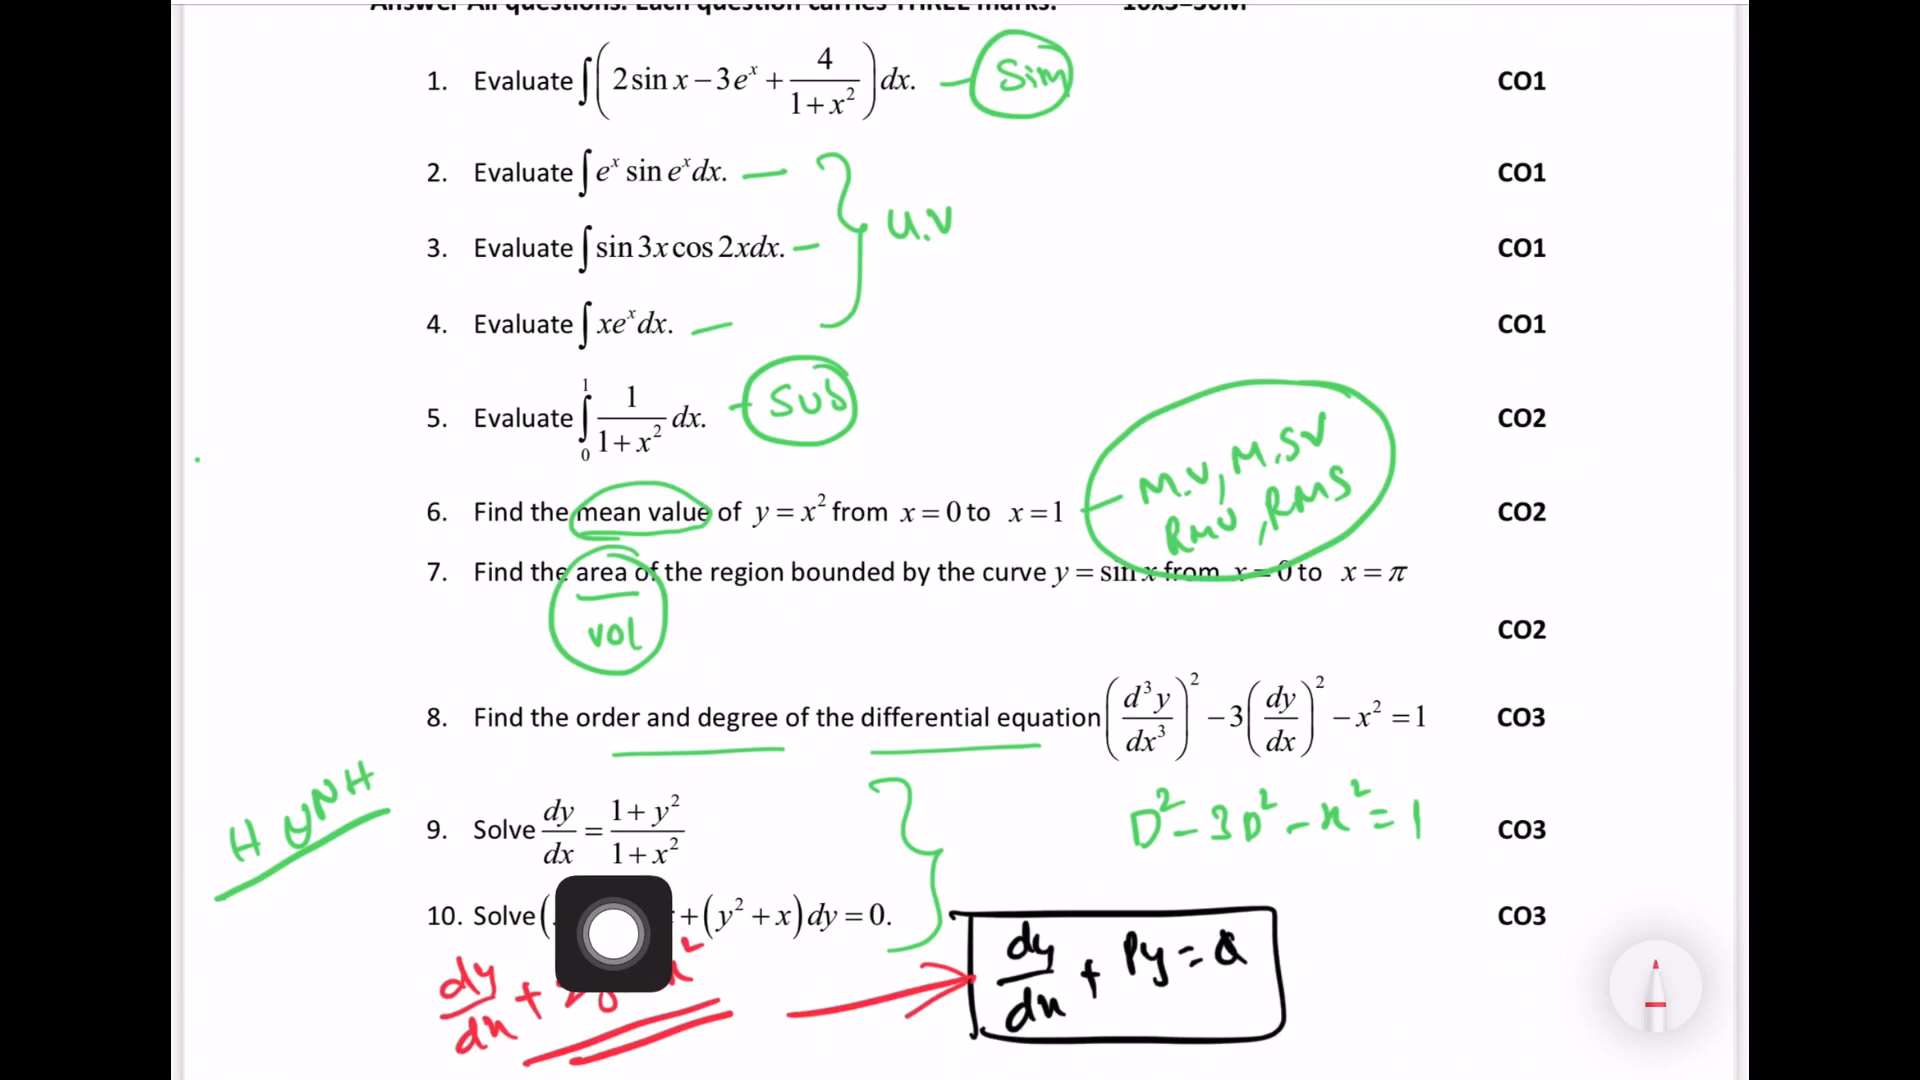 Answer All questions. Each question carries THREE marks. 10x3=30M
1. Evaluate ∫(2 sin x − 3eˣ + 4/(1+x²)) dx. Sim CO1
2. Evaluate ∫eˣ sin eˣ dx. CO1
U.V
3. Evaluate ∫sin 3x cos 2x dx. CO1
4. Evaluate ∫xeˣ dx. CO1
5. Evaluate ∫₀¹ 1/(1+x²) dx. Sub CO2
M.V, M.SV
RMV, RMS
6. Find the mean value of y = x² from x = 0 to x = 1 CO2
7. Find the area of the region bounded by the curve y = sin x from x = 0 to x = π
vol CO2
8. Find the order and degree of the differential equation (d³y/dx³)² − 3(dy/dx)² − x² = 1 CO3
D² − 3D² − x² = 1
H
9. Solve dy/dx = (1+y²)/(1+x²) CO3
10. Solve ( + (y² + x)dy = 0. CO3
dy/dx + Py = Q
dy/dx +